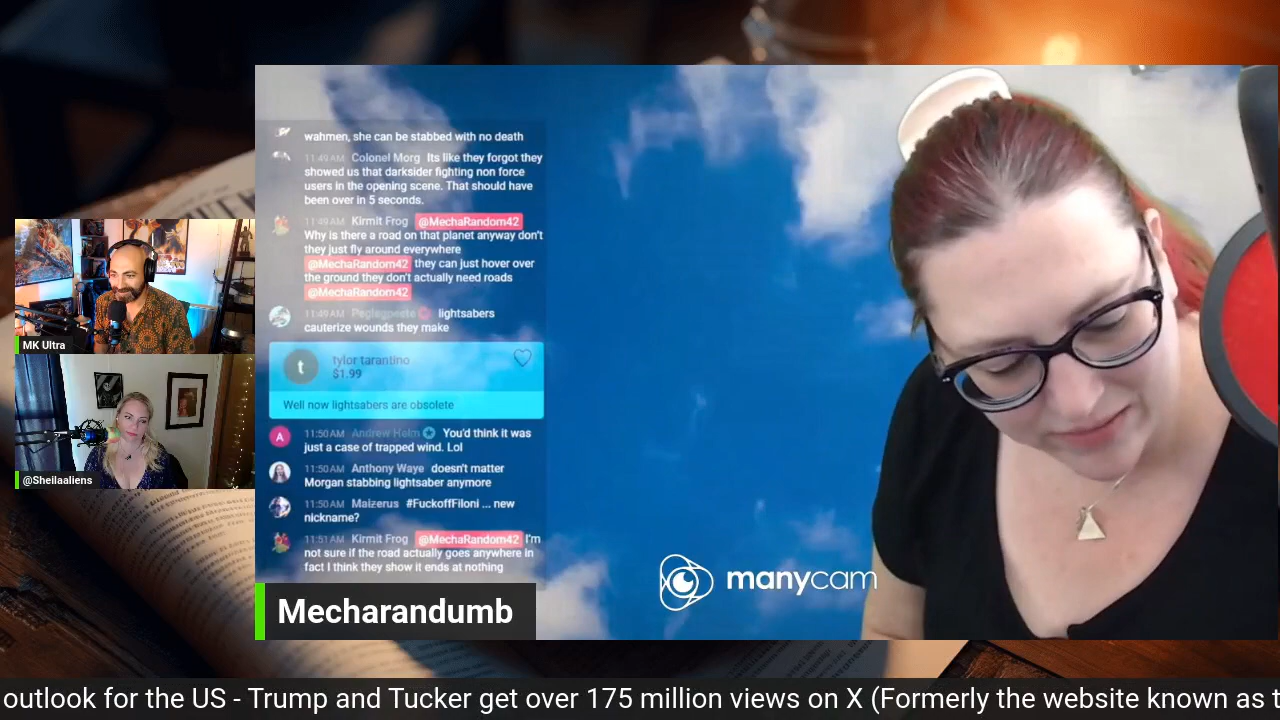 wahmen, she can be stabbed with no death
11:49 AM Colonel Morg Its like they forgot they
showed us that darksider fighting non force
users in the opening scene. That should have
been over in 5 seconds.
11:49 AM Kirmit Frog @MechaRandom42
Why is there a road on that planet anyway don't
they just fly around everywhere
@MechaRandom42 they can just hover over
the ground they don't actually need roads
@MechaRandom42
11:49 AM lightsabers
cauterize wounds they make
t
tylor tarantino
$1.99
Well now lightsabers are obsolete
A
11:50 AM Andrew Helm You'd think it was
just a case of trapped wind. Lol
11:50 AM Anthony Waye doesn't matter
Morgan stabbing lightsaber anymore
11:50 AM Maizerus #FuckoffFiloni ... new
nickname?
11:51 AM Kirmit Frog @MechaRandom42 I'm
not sure if the road actually goes anywhere in
fact I think they show it ends at nothing
MK Ultra
@Sheilaaliens
manycam
Mecharandumb
outlook for the US - Trump and Tucker get over 175 million views on X (Formerly the website known as t